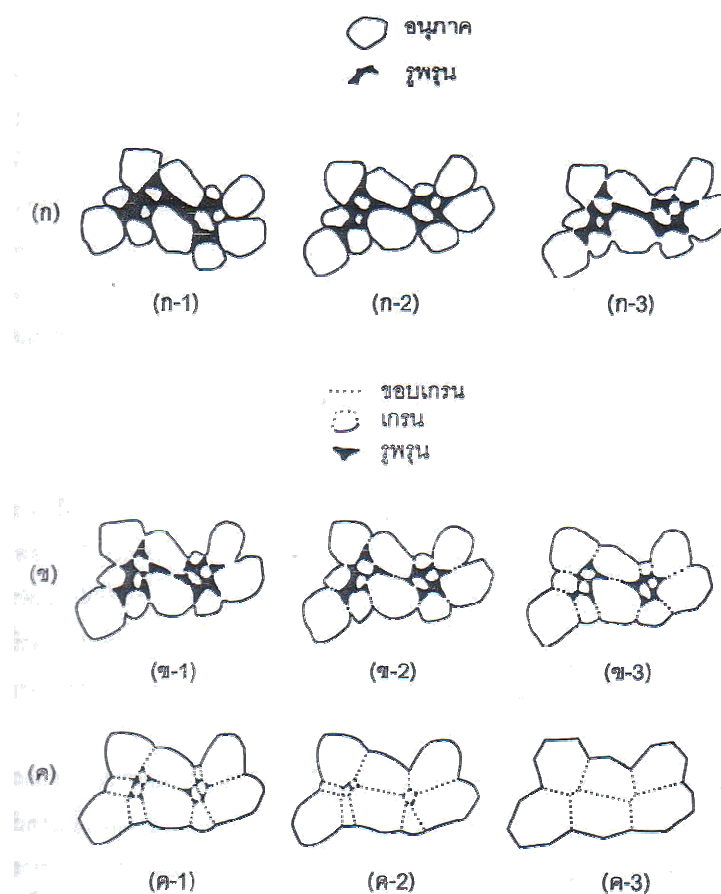 อนุภาค
รูพรุน
(ก)
(ก-1) (ก-2) (ก-3)
ขอบเกรน
เกรน
รูพรุน
(ข)
(ข-1) (ข-2) (ข-3)
(ค)
(ค-1) (ค-2) (ค-3)